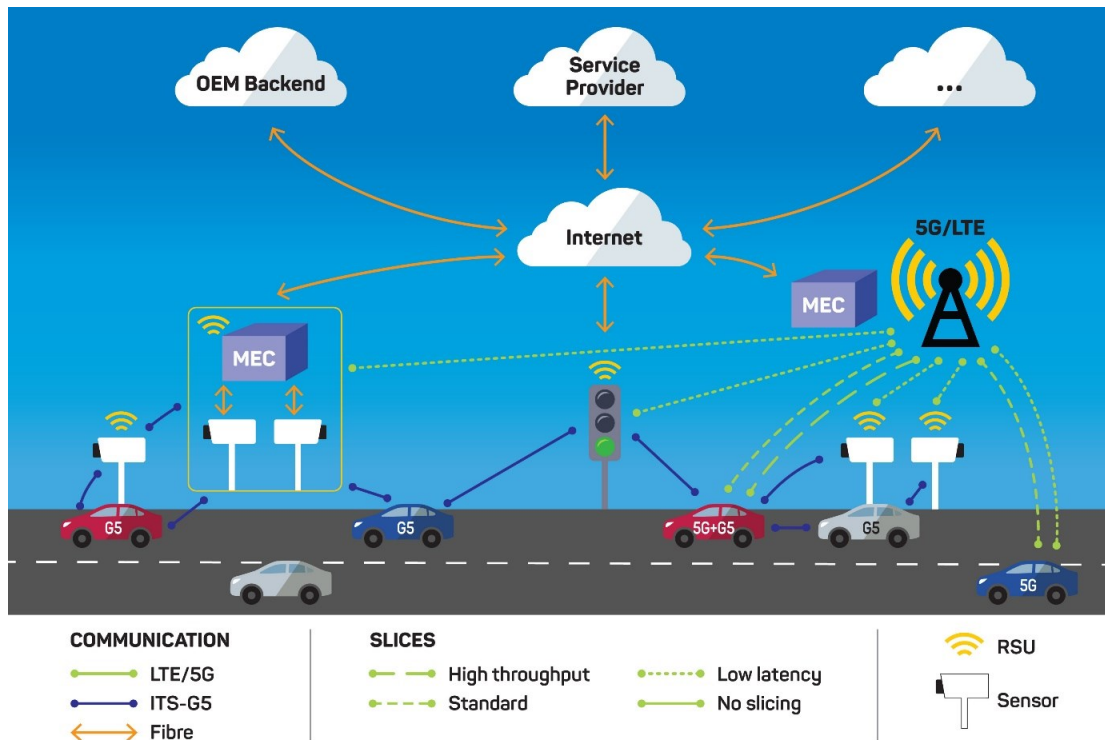 OEM Backend
Service
Provider
...
Internet
5G/LTE
MEC
MEC
G5
G5
5G+G5
G5
5G
COMMUNICATION
LTE/5G
ITS-G5
Fibre
SLICES
High throughput
Standard
Low latency
No slicing
RSU
Sensor